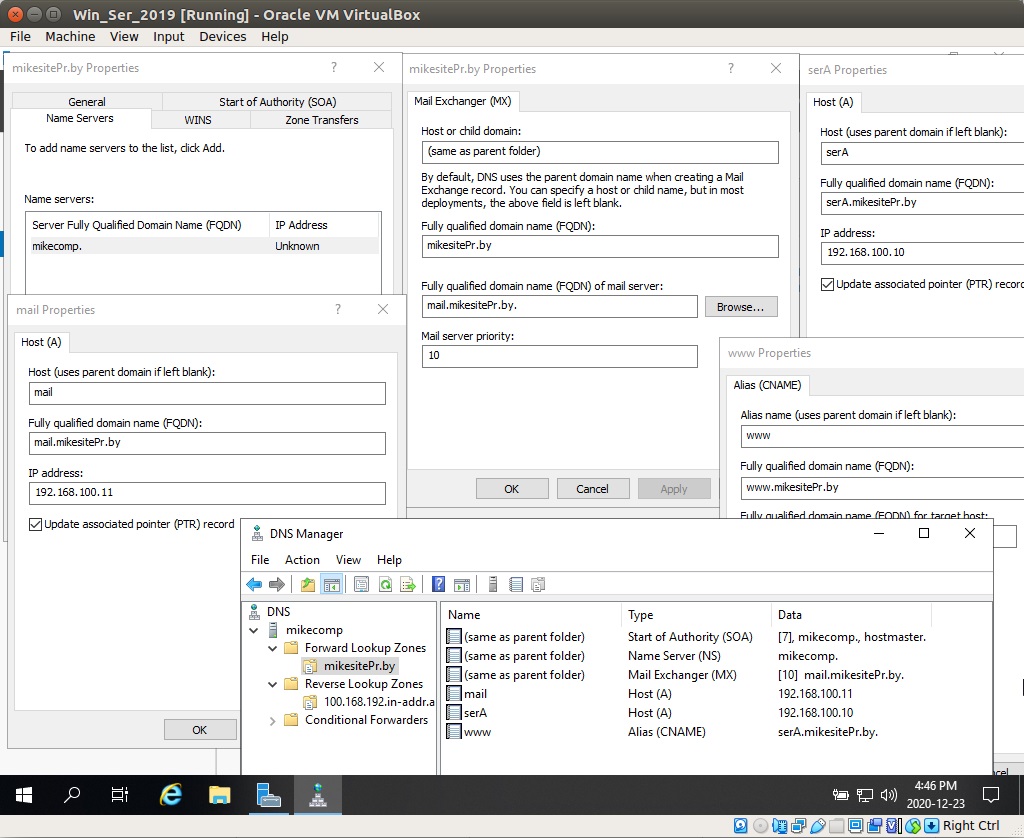 Win_Ser_2019 [Running] - Oracle VM VirtualBox
File Machine View Input Devices Help
mikesitePr.by Properties ?
General Start of Authority (SOA)
Name Servers WINS Zone Transfers
To add name servers to the list, click Add.
Name servers:
Server Fully Qualified Domain Name (FQDN) IP Address
mikecomp. Unknown
mikesitePr.by Properties ?
Mail Exchanger (MX)
Host or child domain:
(same as parent folder)
By default, DNS uses the parent domain name when creating a Mail
Exchange record. You can specify a host or child name, but in most
deployments, the above field is left blank.
Fully qualified domain name (FQDN):
mikesitePr.by
Fully qualified domain name (FQDN) of mail server:
mail.mikesitePr.by. Browse...
Mail server priority:
10
OK Cancel Apply
serA Properties
Host (A)
Host (uses parent domain if left blank):
serA
Fully qualified domain name (FQDN):
serA.mikesitePr.by
IP address:
192.168.100.10
Update associated pointer (PTR) record
mail Properties ?
Host (A)
Host (uses parent domain if left blank):
mail
Fully qualified domain name (FQDN):
mail.mikesitePr.by
IP address:
192.168.100.11
Update associated pointer (PTR) record
OK
www Properties
Alias (CNAME)
Alias name (uses parent domain if left blank):
www
Fully qualified domain name (FQDN):
www.mikesitePr.by
Fully qualified domain name (FQDN) for target host:
DNS Manager
File Action View Help
DNS
mikecomp
Forward Lookup Zones
mikesitePr.by
Reverse Lookup Zones
100.168.192.in-addr.a
Conditional Forwarders
Name Type Data
(same as parent folder) Start of Authority (SOA) [7], mikecomp., hostmaster.
(same as parent folder) Name Server (NS) mikecomp.
(same as parent folder) Mail Exchanger (MX) [10] mail.mikesitePr.by.
mail Host (A) 192.168.100.11
serA Host (A) 192.168.100.10
www Alias (CNAME) serA.mikesitePr.by.
4:46 PM
2020-12-23
Right Ctrl